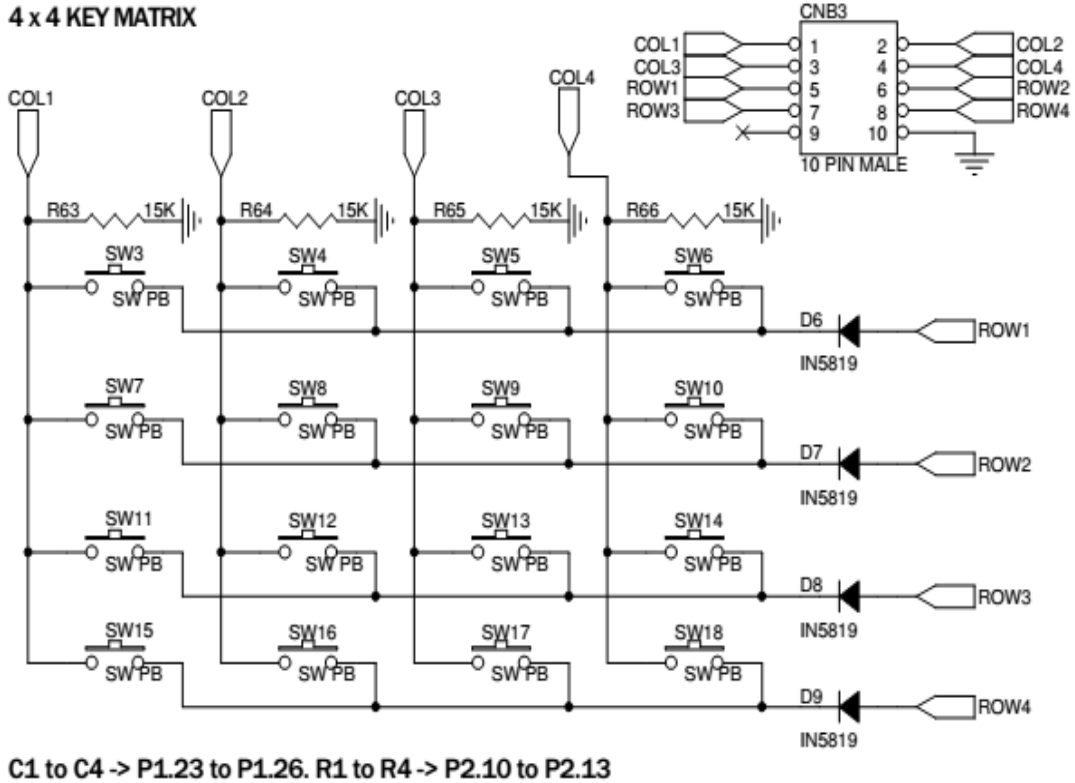 4 x 4 KEY MATRIX
CNB3
COL1 1 2 COL2
COL3 3 4 COL4
ROW1 5 6 ROW2
ROW3 7 8 ROW4
9 10
10 PIN MALE
COL1 COL2 COL3 COL4
R63 15K R64 15K R65 15K R66 15K
SW3 SW4 SW5 SW6
SW PB SW PB SW PB SW PB
D6 ROW1
IN5819
SW7 SW8 SW9 SW10
SW PB SW PB SW PB SW PB
D7 ROW2
IN5819
SW11 SW12 SW13 SW14
SW PB SW PB SW PB SW PB
D8 ROW3
IN5819
SW15 SW16 SW17 SW18
SW PB SW PB SW PB SW PB
D9 ROW4
IN5819
C1 to C4 -> P1.23 to P1.26. R1 to R4 -> P2.10 to P2.13